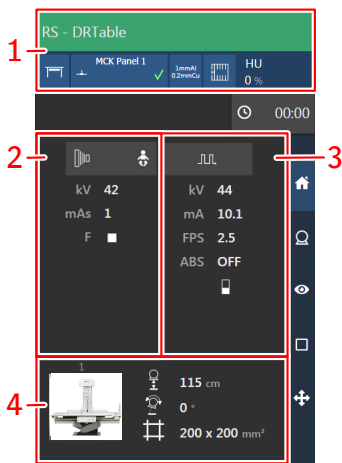 1
RS - DRTable
MCK Panel 1
1mmAl
0.2mmCu
HU
0 %
00:00
2
3
kV 42
mAs 1
F
kV 44
mA 10.1
FPS 2.5
ABS OFF
4
1
115 cm
0 °
200 x 200 mm²